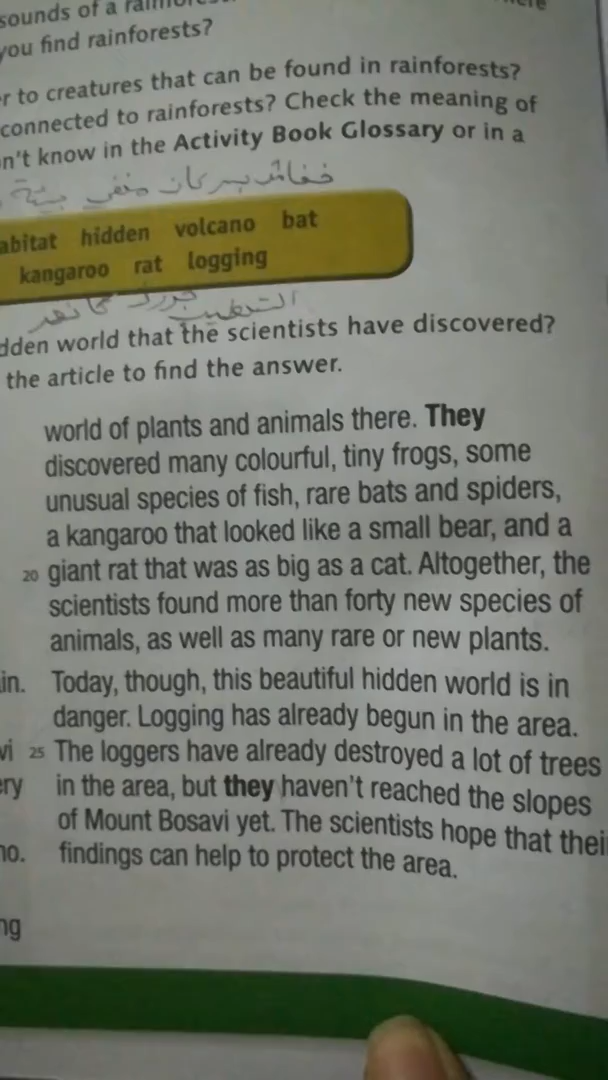 sounds of a
you find rainforests?
r to creatures that can be found in rainforests?
connected to rainforests? Check the meaning of
n't know in the Activity Book Glossary or in a
abitat hidden volcano bat
kangaroo rat logging
dden world that the scientists have discovered?
the article to find the answer.
world of plants and animals there. They
discovered many colourful, tiny frogs, some
unusual species of fish, rare bats and spiders,
a kangaroo that looked like a small bear, and a
20 giant rat that was as big as a cat. Altogether, the
scientists found more than forty new species of
animals, as well as many rare or new plants.
in. Today, though, this beautiful hidden world is in
danger. Logging has already begun in the area.
vi 25 The loggers have already destroyed a lot of trees
ery in the area, but they haven't reached the slopes
of Mount Bosavi yet. The scientists hope that thei
no. findings can help to protect the area.
ng